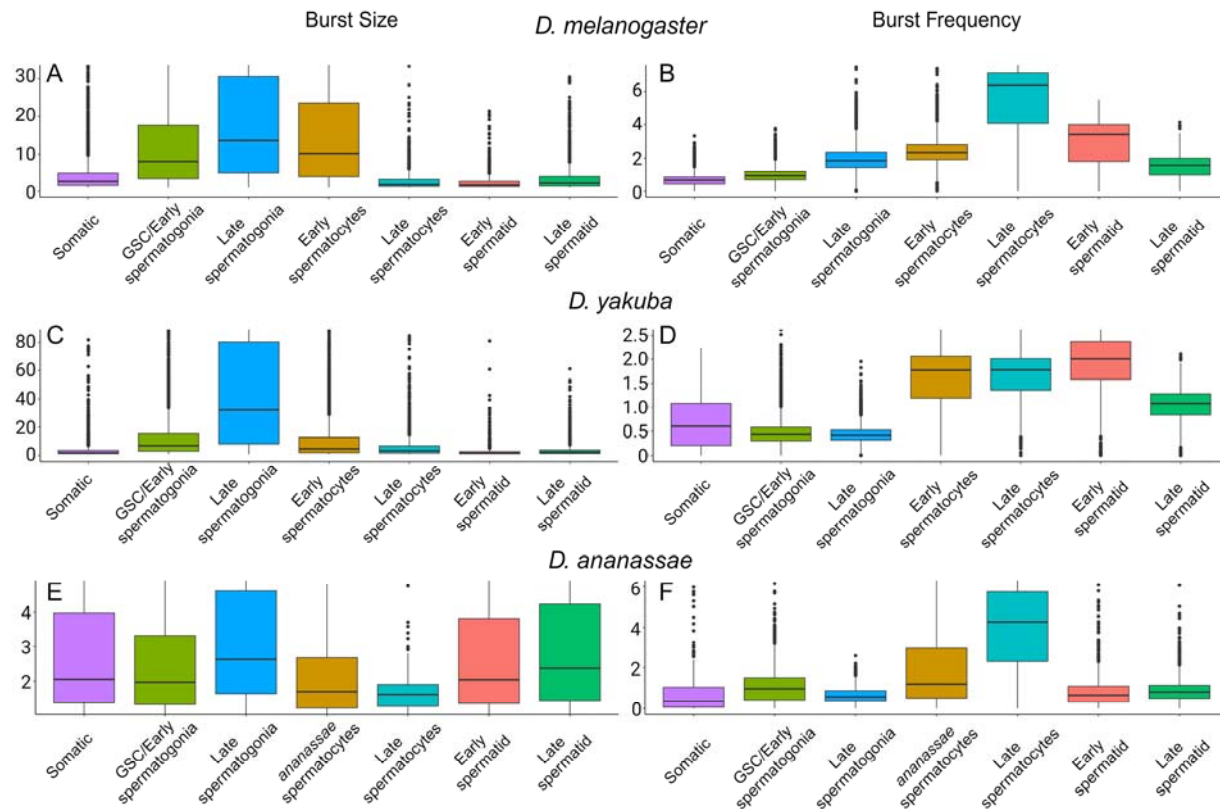 Burst Size
Burst Frequency
D. melanogaster
A
30
20
10
0
Somatic
GSC/Early
spermatogonia
Late
spermatogonia
Early
spermatocytes
Late
spermatocytes
Early
spermatid
Late
spermatid
B
6
4
2
0
Somatic
GSC/Early
spermatogonia
Late
spermatogonia
Early
spermatocytes
Late
spermatocytes
Early
spermatid
Late
spermatid
D. yakuba
C
80
60
40
20
0
Somatic
GSC/Early
spermatogonia
Late
spermatogonia
Early
spermatocytes
Late
spermatocytes
Early
spermatid
Late
spermatid
D
2.5
2.0
1.5
1.0
0.5
0
Somatic
GSC/Early
spermatogonia
Late
spermatogonia
Early
spermatocytes
Late
spermatocytes
Early
spermatid
Late
spermatid
D. ananassae
E
4
3
2
Somatic
GSC/Early
spermatogonia
Late
spermatogonia
ananassae
spermatocytes
Late
spermatocytes
Early
spermatid
Late
spermatid
F
6
4
2
0
Somatic
GSC/Early
spermatogonia
Late
spermatogonia
ananassae
spermatocytes
Late
spermatocytes
Early
spermatid
Late
spermatid